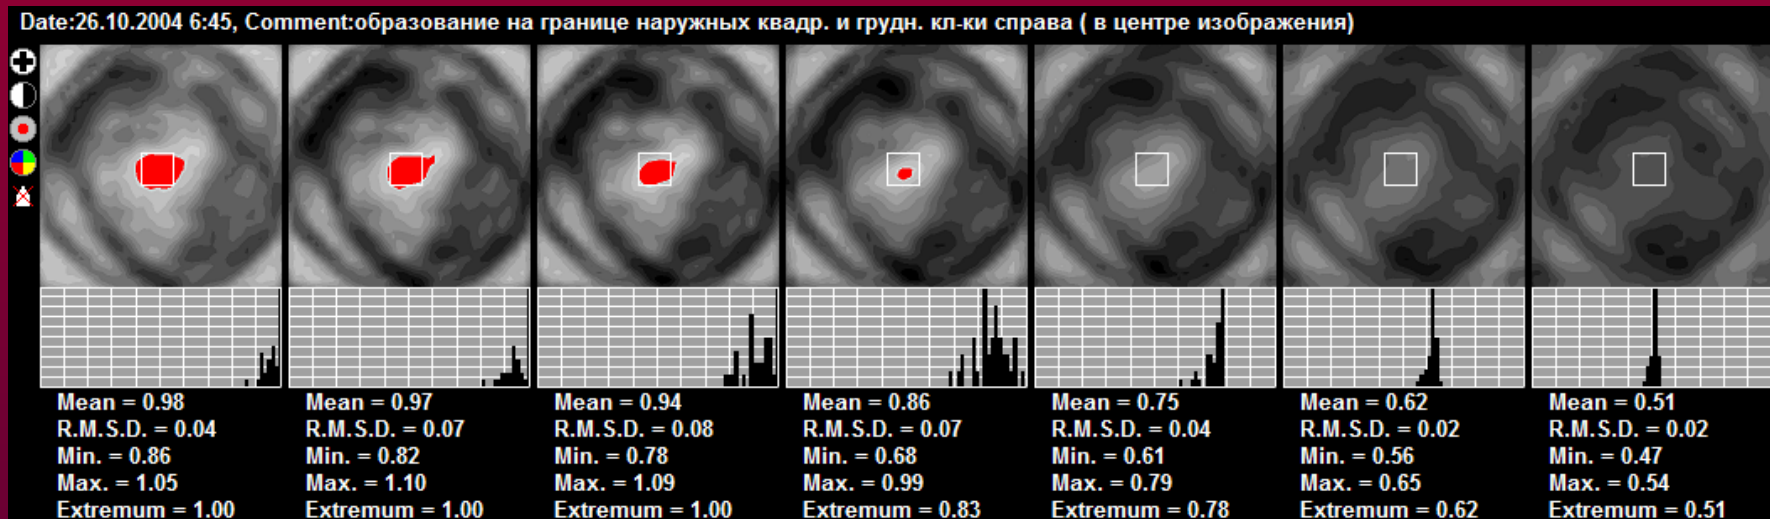 Date:26.10.2004 6:45, Comment:образование на границе наружных квадр. и грудн. кл-ки справа ( в центре изображения)
Mean = 0.98
R.M.S.D. = 0.04
Min. = 0.86
Max. = 1.05
Extremum = 1.00
Mean = 0.97
R.M.S.D. = 0.07
Min. = 0.82
Max. = 1.10
Extremum = 1.00
Mean = 0.94
R.M.S.D. = 0.08
Min. = 0.78
Max. = 1.09
Extremum = 1.00
Mean = 0.86
R.M.S.D. = 0.07
Min. = 0.68
Max. = 0.99
Extremum = 0.83
Mean = 0.75
R.M.S.D. = 0.04
Min. = 0.61
Max. = 0.79
Extremum = 0.78
Mean = 0.62
R.M.S.D. = 0.02
Min. = 0.56
Max. = 0.65
Extremum = 0.62
Mean = 0.51
R.M.S.D. = 0.02
Min. = 0.47
Max. = 0.54
Extremum = 0.51